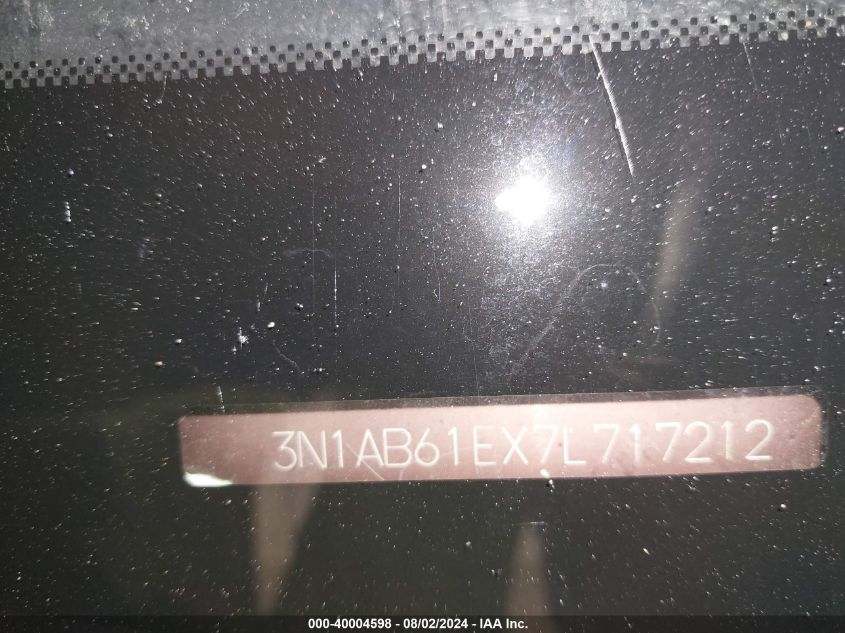 3N1AB61EX7L717212
000-40004598 - 08/02/2024 - IAA Inc.